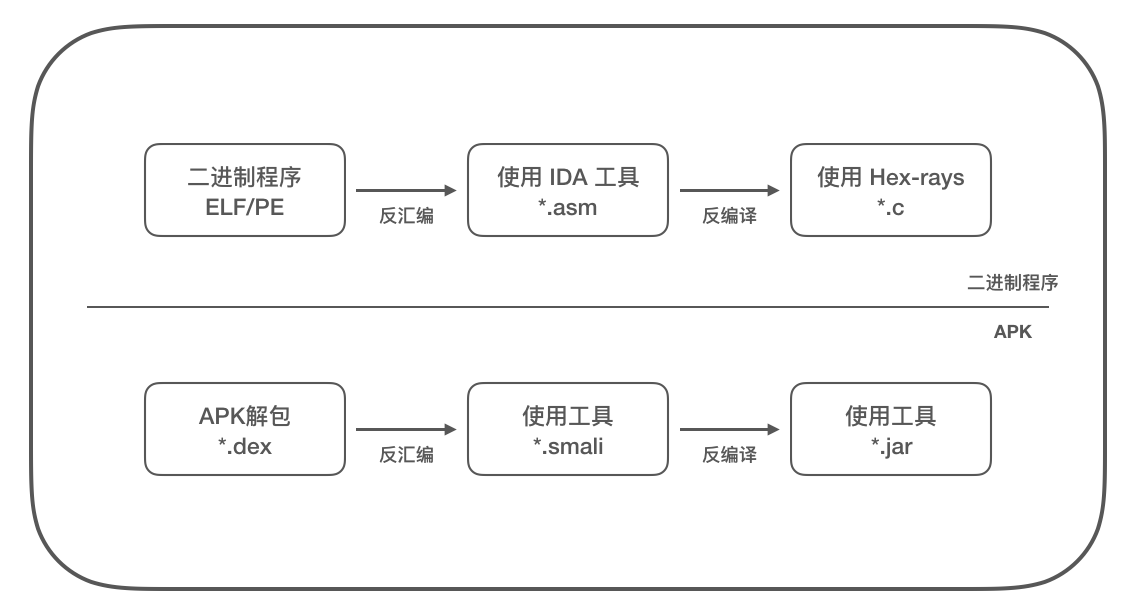 二进制程序
ELF/PE
反汇编
使用 IDA 工具
*.asm
反编译
使用 Hex-rays
*.c
二进制程序
APK
APK解包
*.dex
反汇编
使用工具
*.smali
反编译
使用工具
*.jar